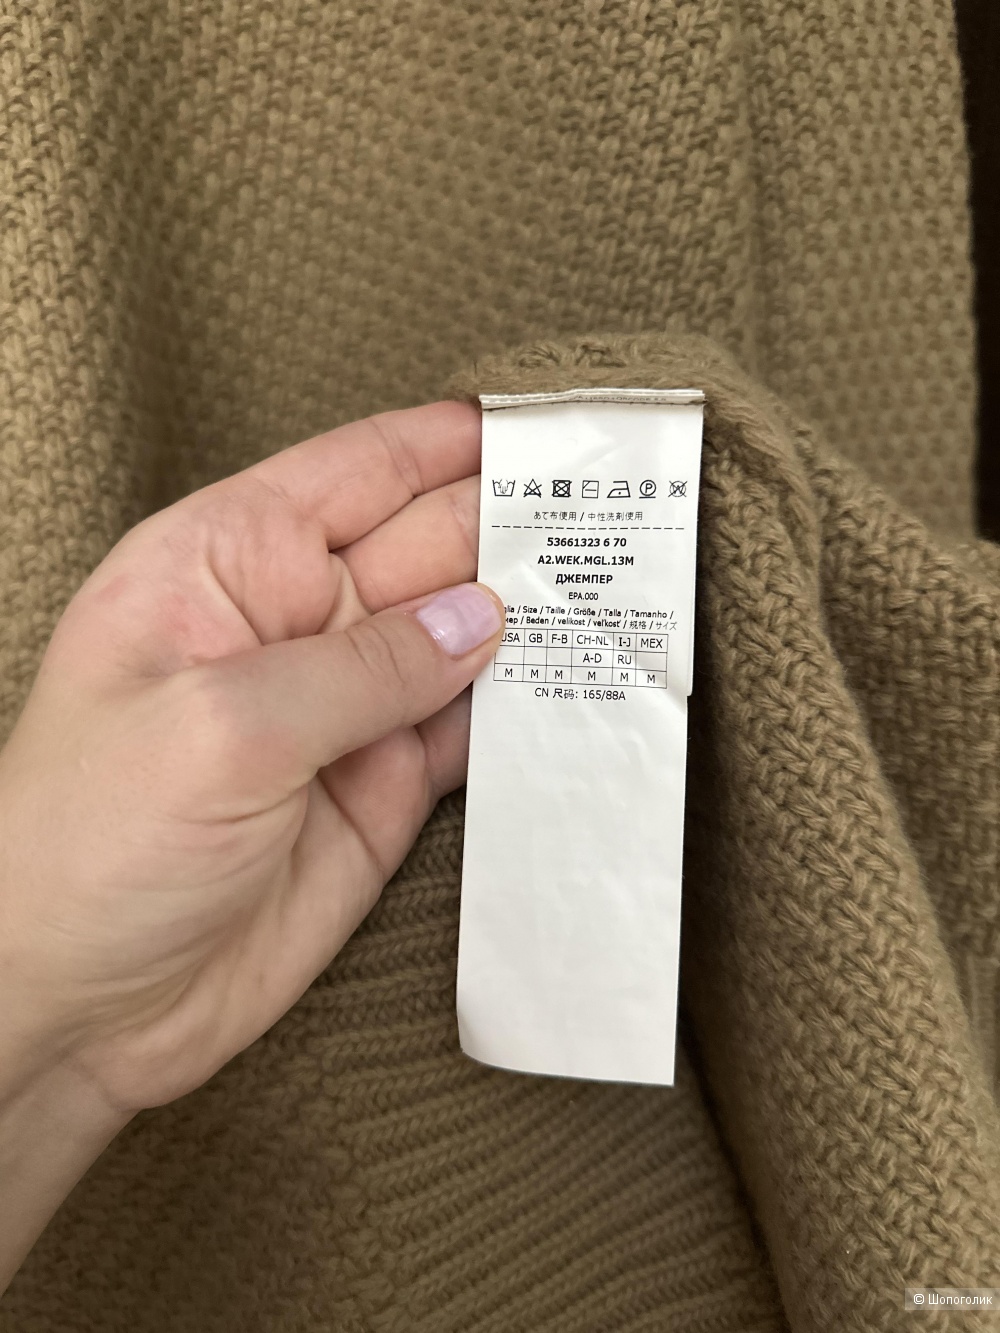 あて布使用 / 中性洗剤使用
53661323 6 70
A2.WEK.MGL.13M
ДЖЕМПЕР
EPA.000
/ Size / Taille / Größe / Talla / Tamanho /
/ Beden / velikost / veľkosť / 規格 / サイズ
USA GB F-B CH-NL I-J MEX
A-D RU
M M M M M M
CN 尺码: 165/88A
© Шопоголик